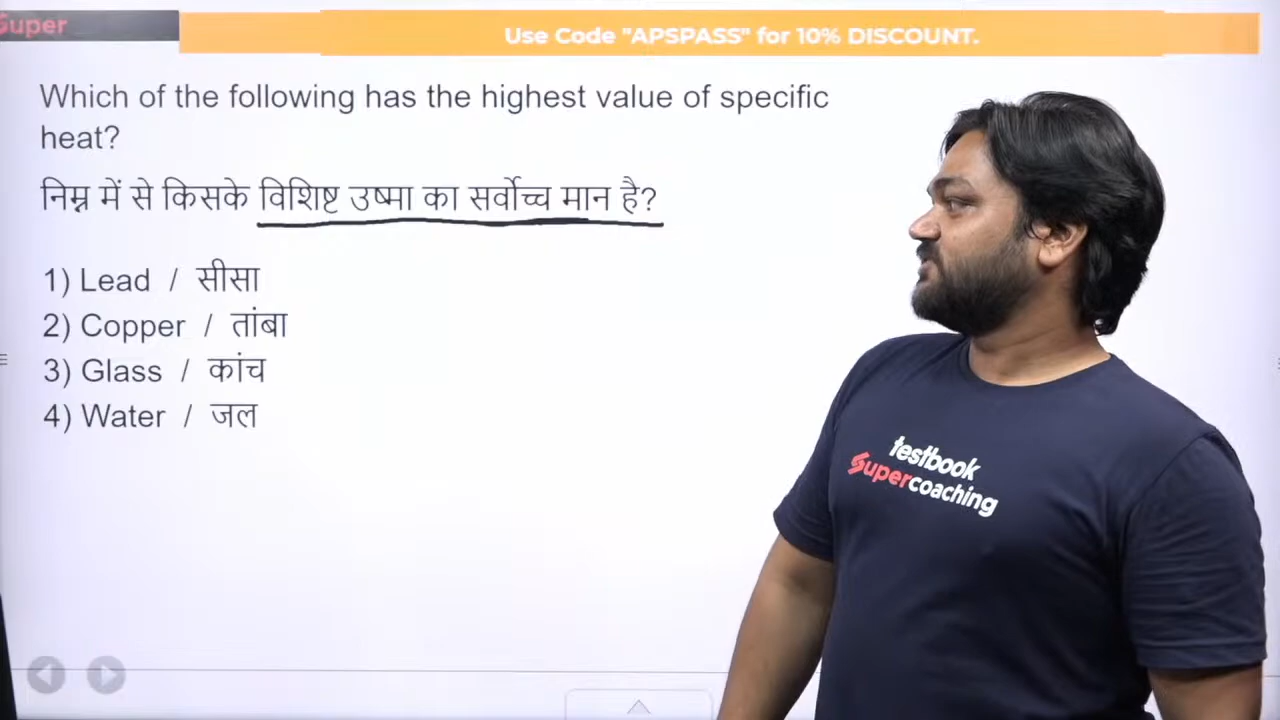 Super
Use Code "APSPASS" for 10% DISCOUNT.
Which of the following has the highest value of specific
heat?
निम्न में से किसके विशिष्ट उष्मा का सर्वोच्च मान है?
1) Lead / सीसा
2) Copper / तांबा
3) Glass / कांच
4) Water / जल
testbook
Supercoaching